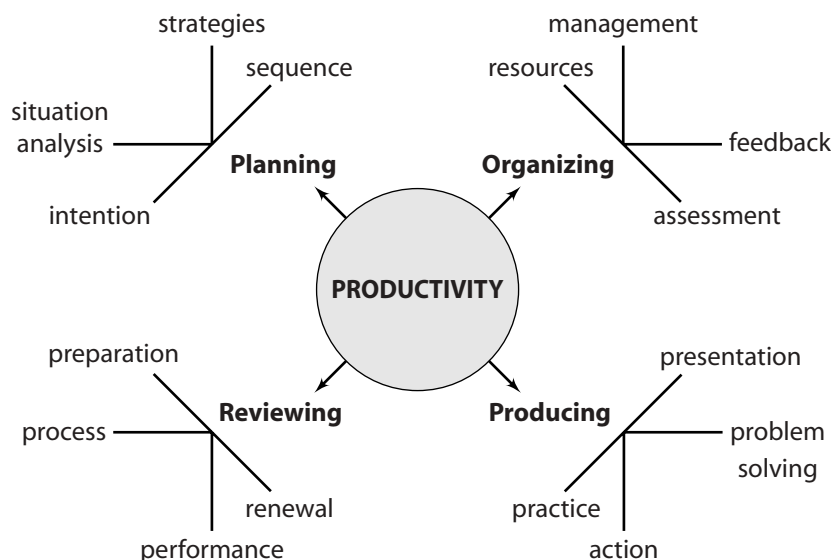 strategies
sequence
situation
analysis
Planning
intention
management
resources
feedback
Organizing
assessment
PRODUCTIVITY
preparation
Reviewing
process
renewal
performance
presentation
Producing
problem
solving
practice
action